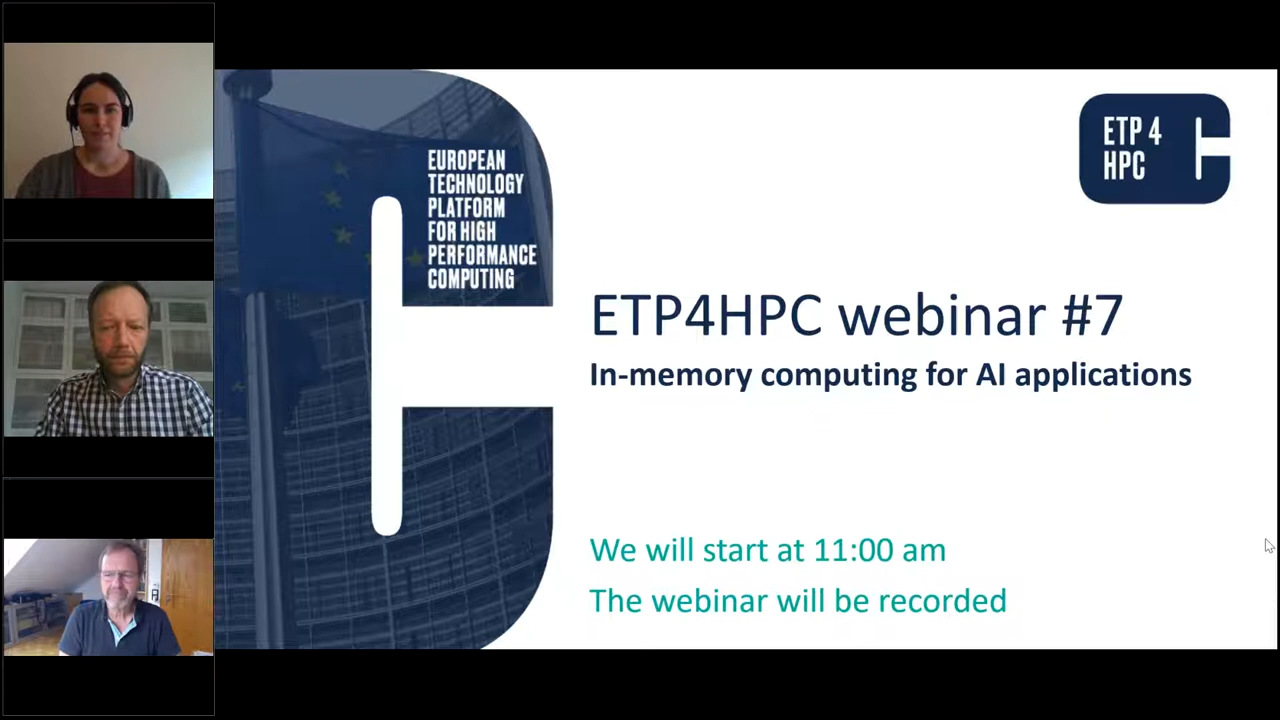 EUROPEAN
TECHNOLOGY
PLATFORM
FOR HIGH
PERFORMANCE
COMPUTING
ETP 4
HPC
ETP4HPC webinar #7
In-memory computing for AI applications
We will start at 11:00 am
The webinar will be recorded